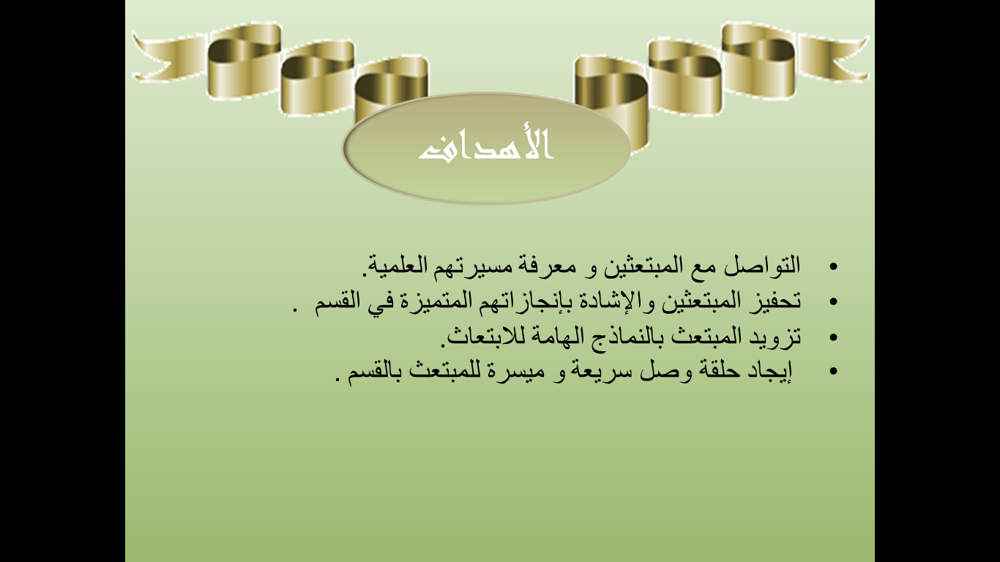 الأهداف
• التواصل مع المبتعثين و معرفة مسيرتهم العلمية.
• تحفيز المبتعثين والإشادة بإنجازاتهم المتميزة في القسم .
• تزويد المبتعث بالنماذج الهامة للابتعاث.
• إيجاد حلقة وصل سريعة و ميسرة للمبتعث بالقسم .